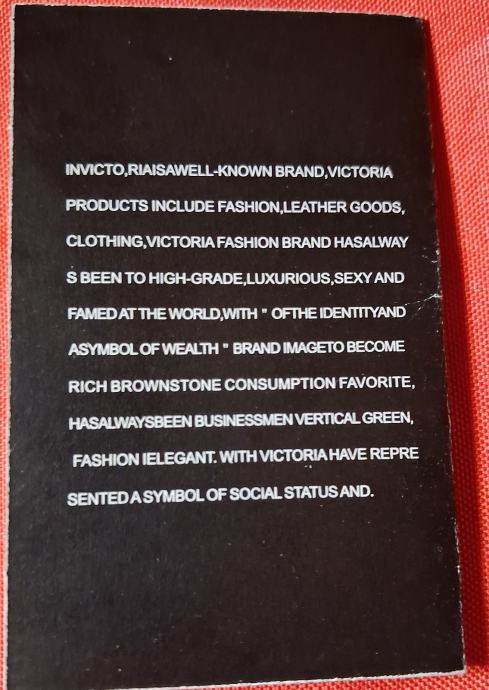 INVICTO,RIAISAWELL-KNOWN BRAND,VICTORIA
PRODUCTS INCLUDE FASHION,LEATHER GOODS,
CLOTHING,VICTORIA FASHION BRAND HASALWAY
S BEEN TO HIGH-GRADE,LUXURIOUS,SEXY AND
FAMED AT THE WORLD,WITH " OFTHE IDENTITYAND
ASYMBOL OF WEALTH " BRAND IMAGETO BECOME
RICH BROWNSTONE CONSUMPTION FAVORITE,
HASALWAYSBEEN BUSINESSMEN VERTICAL GREEN,
FASHION IELEGANT. WITH VICTORIA HAVE REPRE
SENTED A SYMBOL OF SOCIAL STATUS AND.